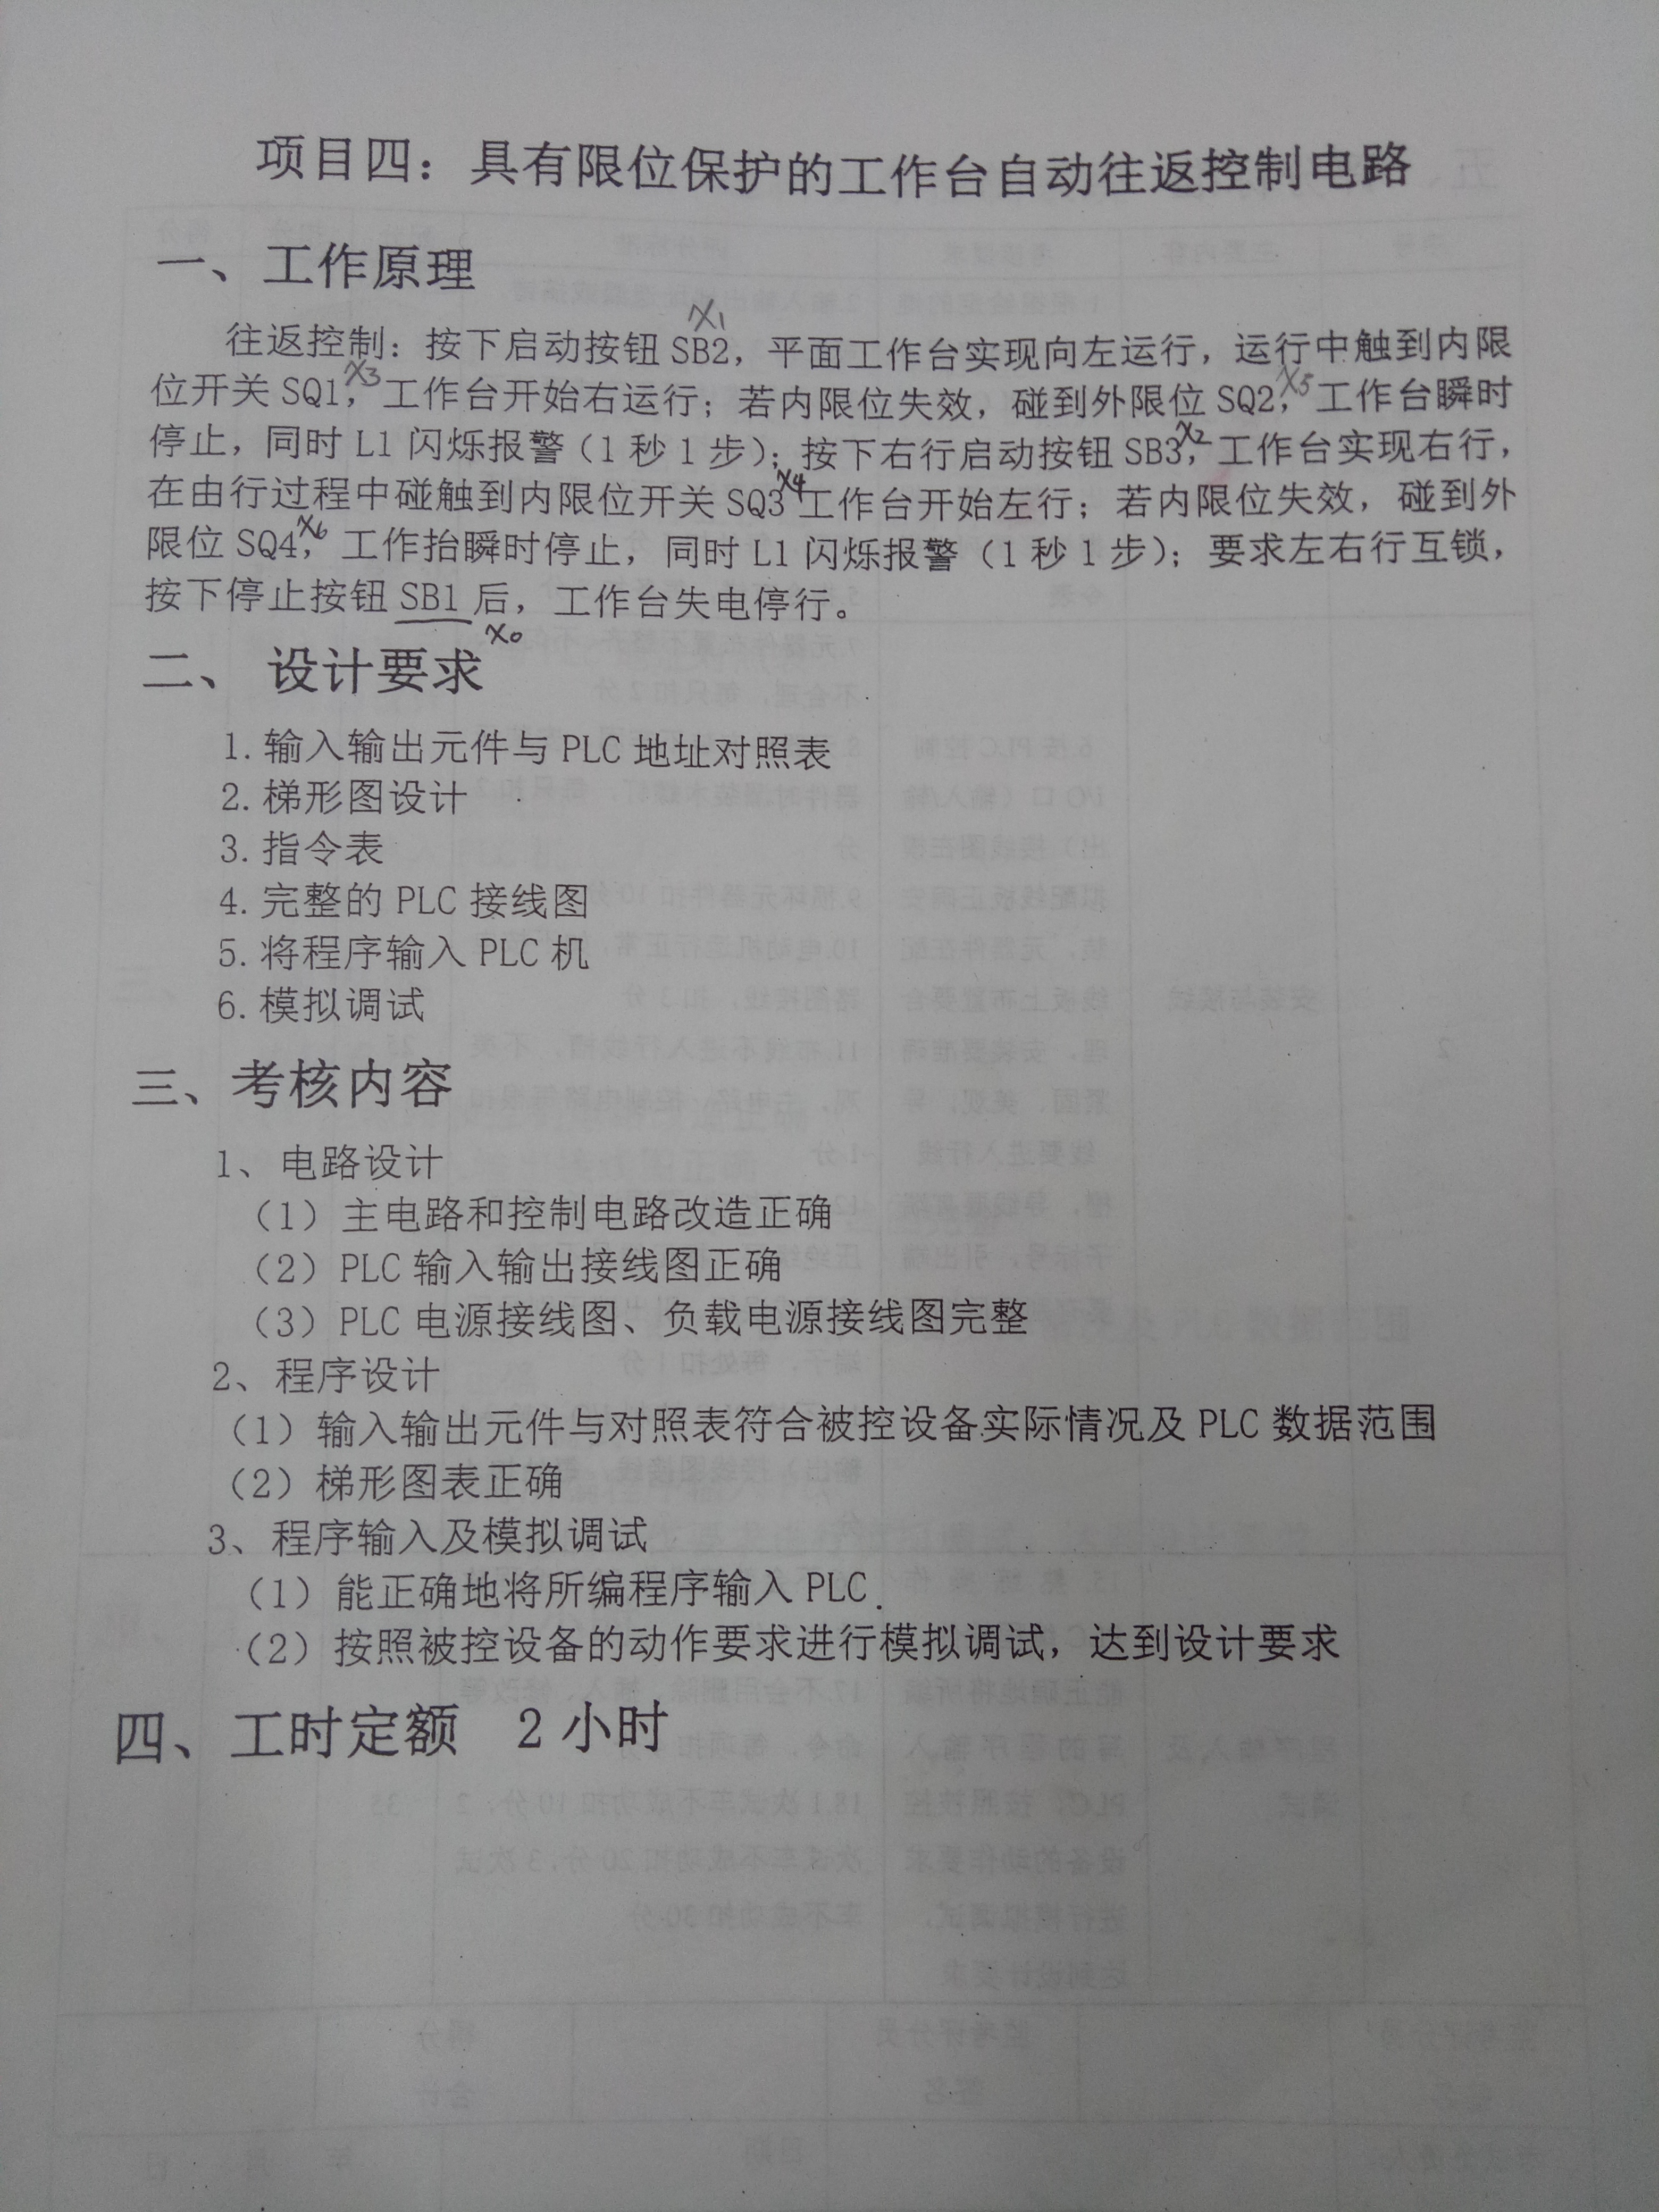 项目四：具有限位保护的工作台自动往返控制电路
一、工作原理
X1
往返控制：按下启动按钮 SB2，平面工作台实现向左运行，运行中触到内限
X3 X5
位开关 SQ1，工作台开始右运行；若内限位失效，碰到外限位 SQ2，工作台瞬时
X2
停止，同时 L1 闪烁报警（1 秒 1 步）；按下右行启动按钮 SB3，工作台实现右行，
X4
在由行过程中碰触到内限位开关 SQ3 工作台开始左行；若内限位失效，碰到外
X6
限位 SQ4，工作抬瞬时停止，同时 L1 闪烁报警（1 秒 1 步）；要求左右行互锁，
按下停止按钮 SB1 后，工作台失电停行。
X0
二、 设计要求
1. 输入输出元件与 PLC 地址对照表
2. 梯形图设计
3. 指令表
4. 完整的 PLC 接线图
5. 将程序输入 PLC 机
6. 模拟调试
三、考核内容
1、电路设计
（1）主电路和控制电路改造正确
（2）PLC 输入输出接线图正确
（3）PLC 电源接线图、负载电源接线图完整
2、程序设计
（1）输入输出元件与对照表符合被控设备实际情况及 PLC 数据范围
（2）梯形图表正确
3、程序输入及模拟调试
（1）能正确地将所编程序输入 PLC.
（2）按照被控设备的动作要求进行模拟调试，达到设计要求
四、工时定额 2 小时